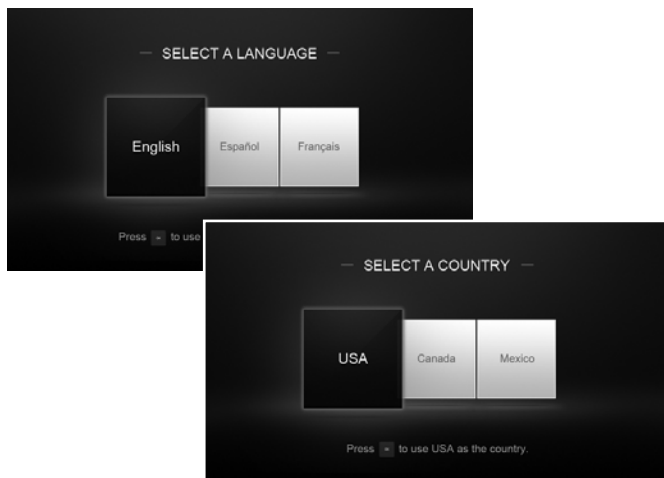 — SELECT A LANGUAGE —
English
Español
Français
Press - to use
— SELECT A COUNTRY —
USA
Canada
Mexico
Press - to use USA as the country.